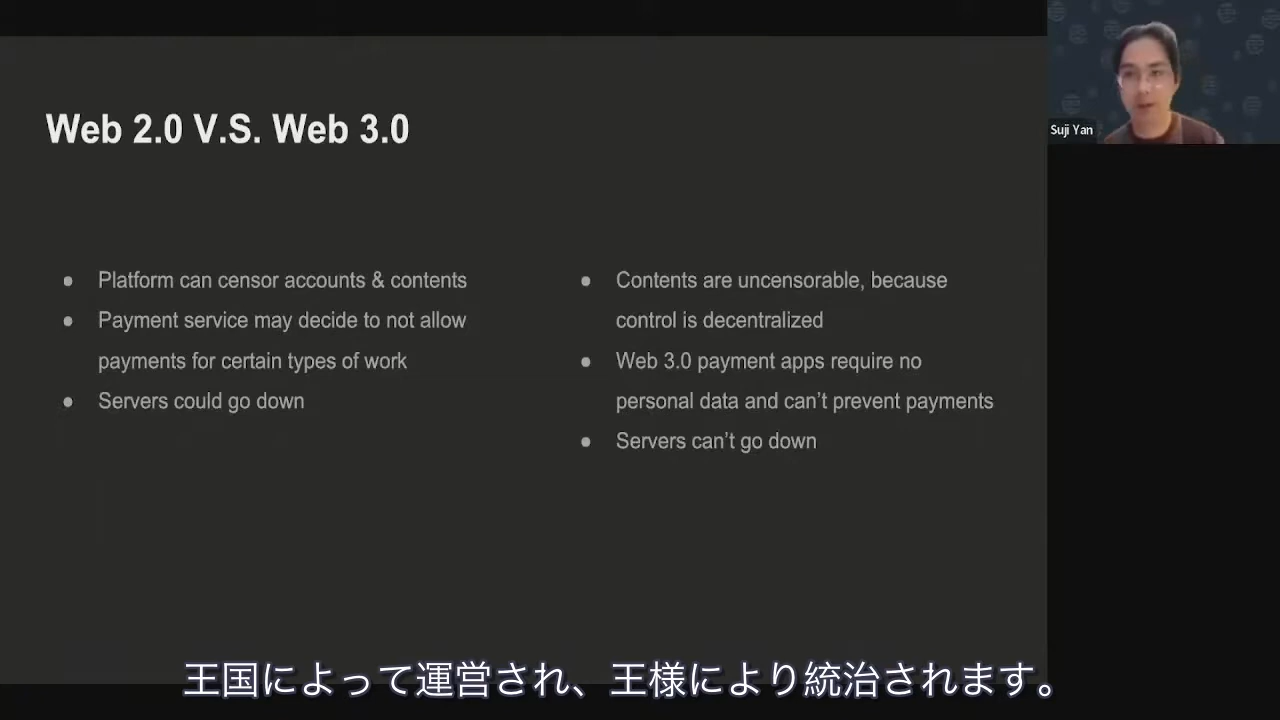 Web 2.0 V.S. Web 3.0
Platform can censor accounts & contents
Payment service may decide to not allow
payments for certain types of work
Servers could go down
Contents are uncensorable, because
control is decentralized
Web 3.0 payment apps require no
personal data and can’t prevent payments
Servers can’t go down
Suji Yan
王国によって運営され、王様により統治されます。